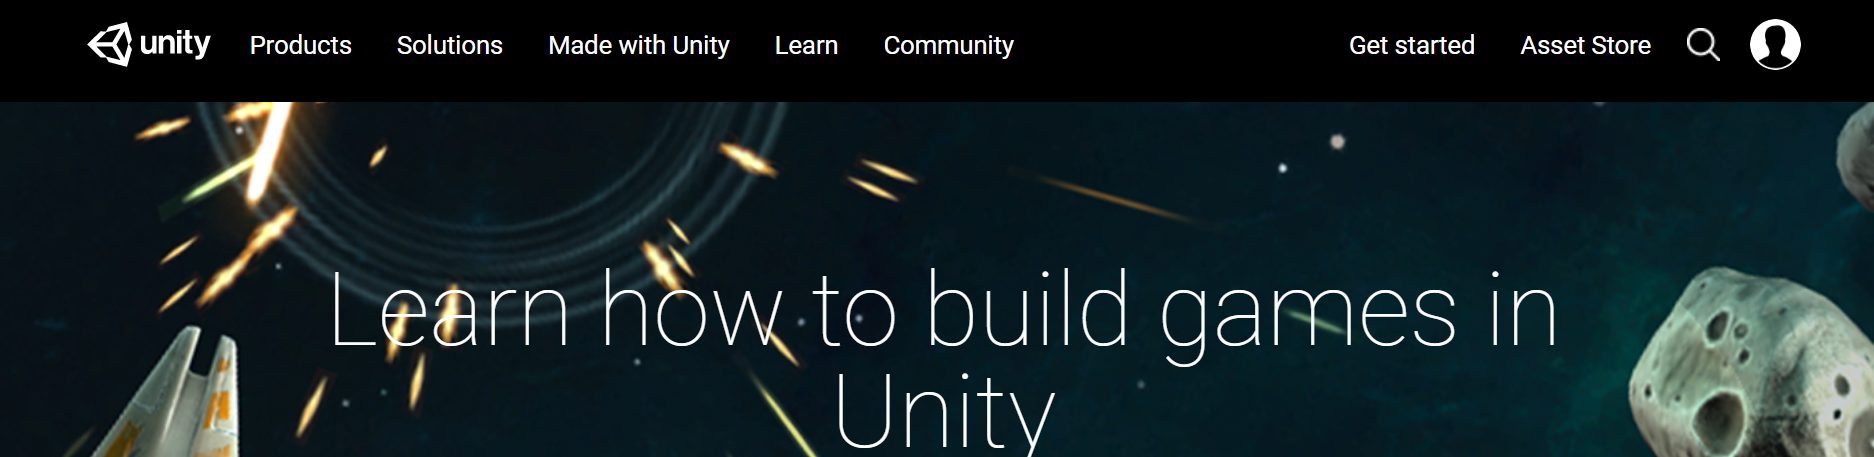 unity Products Solutions Made with Unity Learn Community Get started Asset Store
Learn how to build games in
Unity